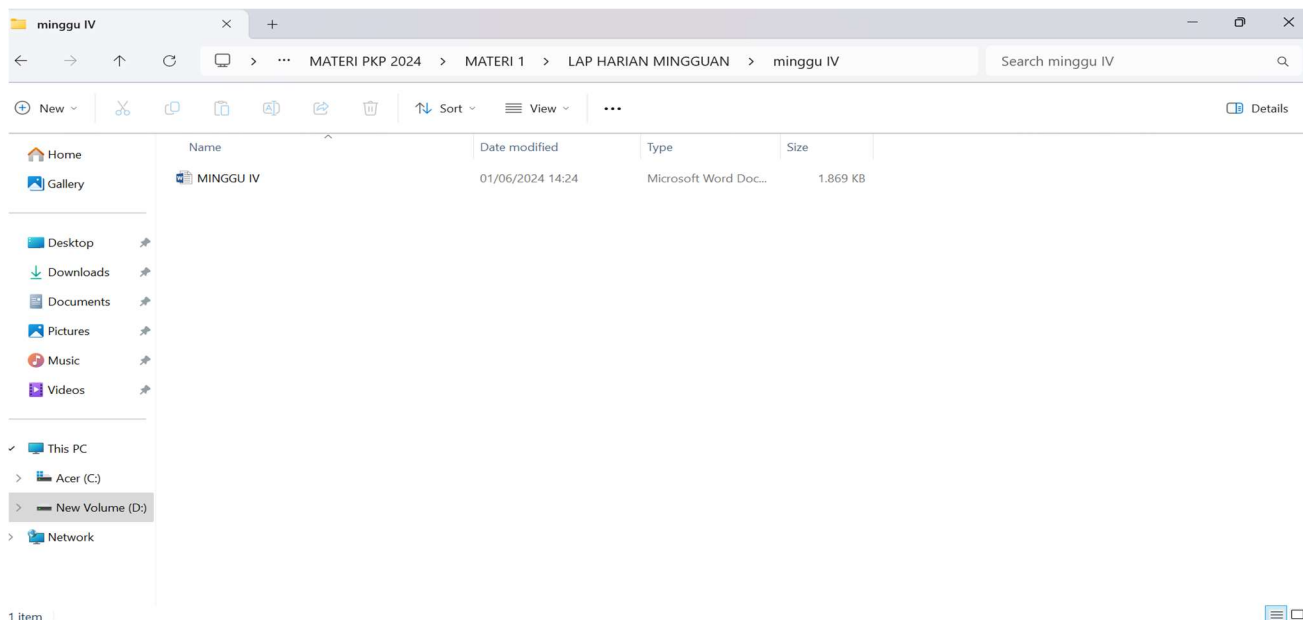 minggu IV
... MATERI PKP 2024 > MATERI 1 > LAP HARIAN MINGGUAN > minggu IV
Search minggu IV
New
Sort
View
...
Details
Home
Gallery
Desktop
Downloads
Documents
Pictures
Music
Videos
This PC
Acer (C:)
New Volume (D:)
Network
Name Date modified Type Size
MINGGU IV 01/06/2024 14:24 Microsoft Word Doc... 1.869 KB
1 item